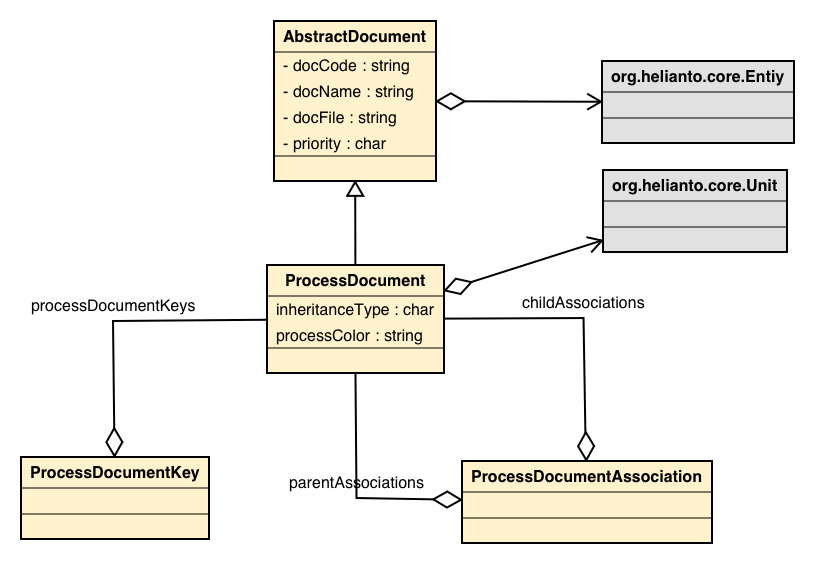 AbstractDocument
- docCode : string
- docName : string
- docFile : string
- priority : char
org.helianto.core.Entiy
org.helianto.core.Unit
ProcessDocument
inheritanceType : char
processColor : string
processDocumentKeys
childAssociations
ProcessDocumentKey
parentAssociations
ProcessDocumentAssociation